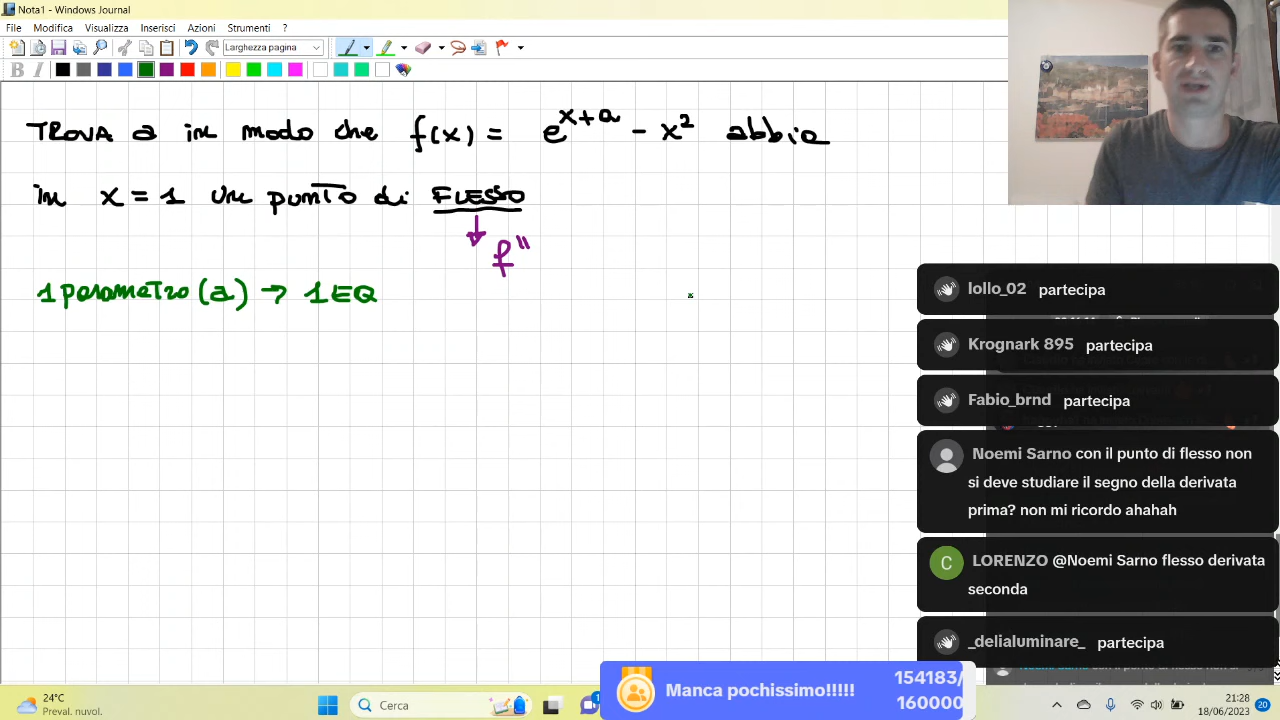 Nota1 - Windows Journal
File Modifica Visualizza Inserisci Azioni Strumenti ?
Larghezza pagina
B I
TROVA a in modo che f(x) = e^(x+a) - x² abbia
in x = 1 un punto di FLESSO
↓
f"
1 parametro (a) → 1 EQ
lollo_02 partecipa
Krognark 895 partecipa
Fabio_brnd partecipa
Noemi Sarno con il punto di flesso non
si deve studiare il segno della derivata
prima? non mi ricordo ahahah
C LORENZO @Noemi Sarno flesso derivata
seconda
_delialuminare_ partecipa
Manca pochissimo!!!!! 154183/
160000
24°C
Preval. nuvol.
Cerca
1
21:28
18/06/2023
20